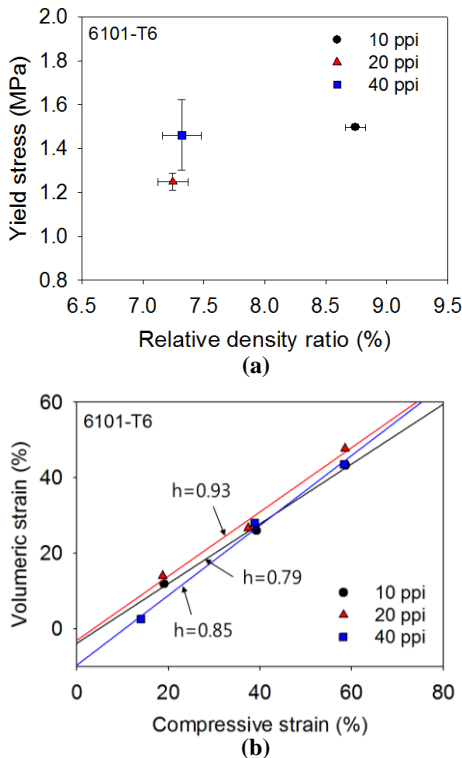 6101-T6
10 ppi
20 ppi
40 ppi
2.0
1.8
1.6
1.4
1.2
1.0
0.8
Yield stress (MPa)
6.5 7.0 7.5 8.0 8.5 9.0 9.5
Relative density ratio (%)
(a)
6101-T6
60
40
20
0
Volumeric strain (%)
h=0.93
h=0.79
h=0.85
10 ppi
20 ppi
40 ppi
0 20 40 60 80
Compressive strain (%)
(b)